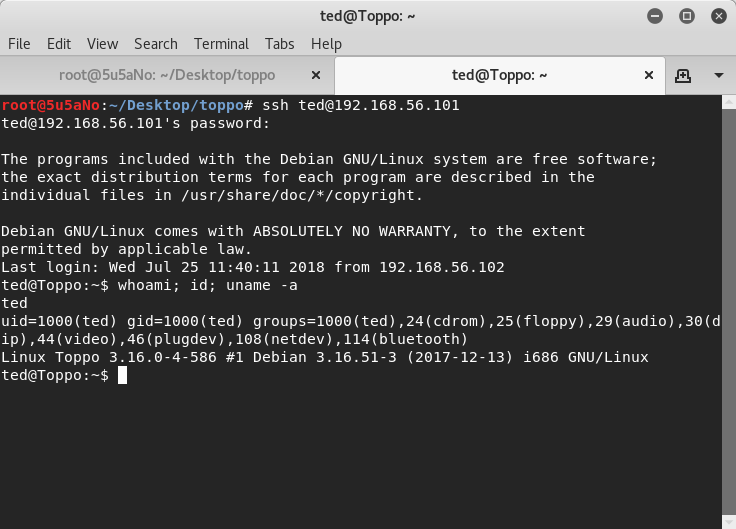 ted@Toppo: ~
File Edit View Search Terminal Tabs Help
root@5u5aNo: ~/Desktop/toppo
ted@Toppo: ~
root@5u5aNo:~/Desktop/toppo# ssh ted@192.168.56.101
ted@192.168.56.101's password:
The programs included with the Debian GNU/Linux system are free software;
the exact distribution terms for each program are described in the
individual files in /usr/share/doc/*/copyright.
Debian GNU/Linux comes with ABSOLUTELY NO WARRANTY, to the extent
permitted by applicable law.
Last login: Wed Jul 25 11:40:11 2018 from 192.168.56.102
ted@Toppo:~$ whoami; id; uname -a
ted
uid=1000(ted) gid=1000(ted) groups=1000(ted),24(cdrom),25(floppy),29(audio),30(d
ip),44(video),46(plugdev),108(netdev),114(bluetooth)
Linux Toppo 3.16.0-4-586 #1 Debian 3.16.51-3 (2017-12-13) i686 GNU/Linux
ted@Toppo:~$